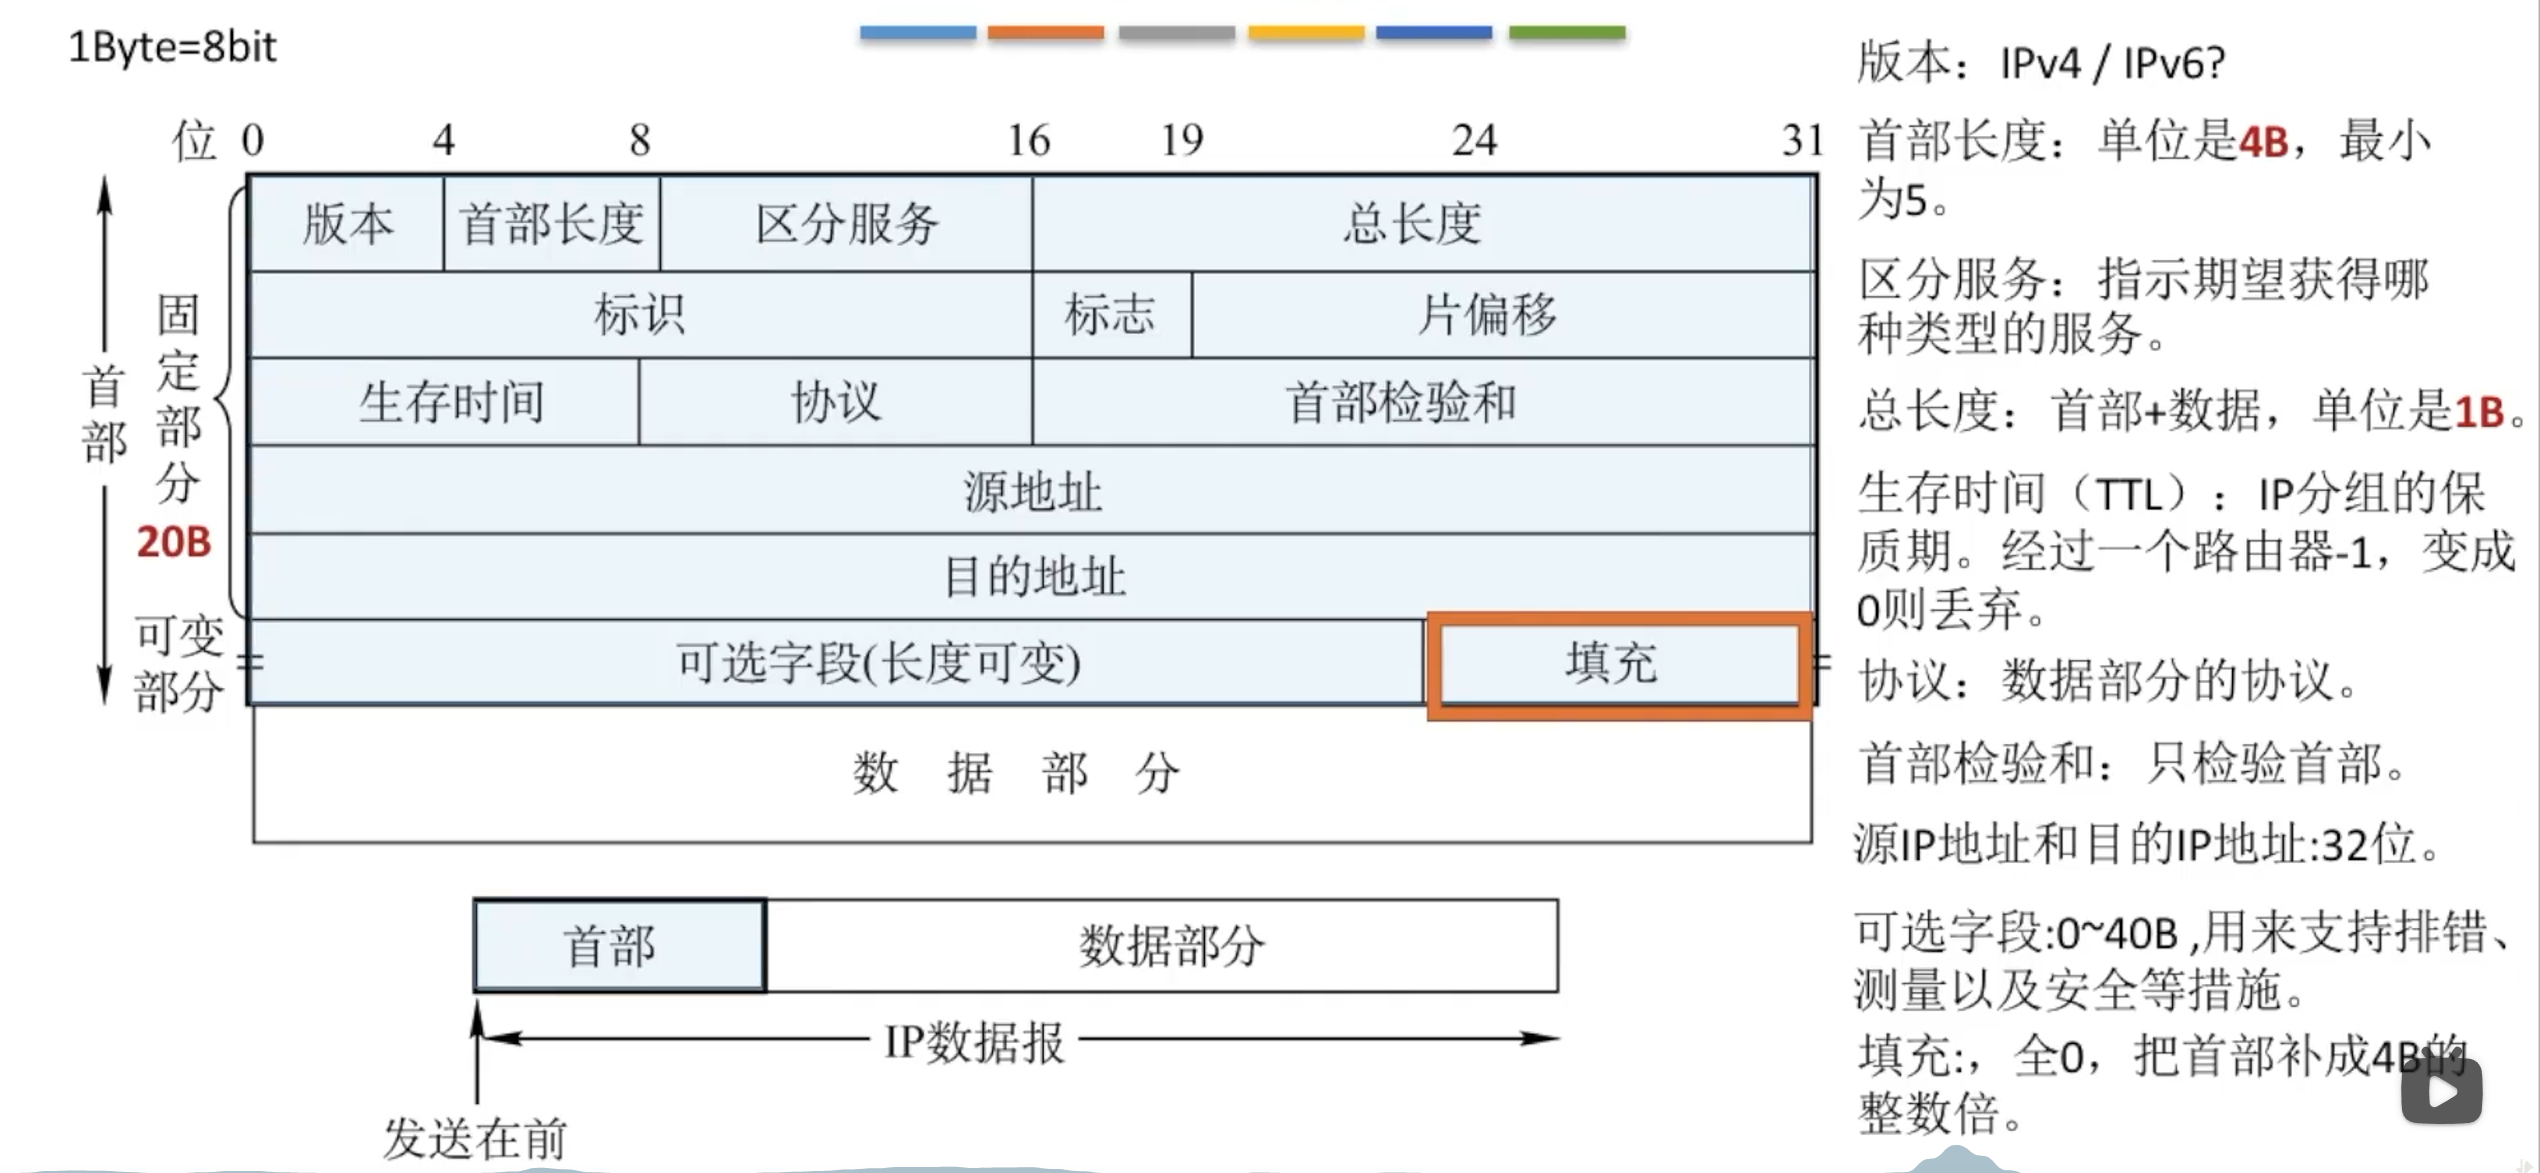 1Byte=8bit
位 0 4 8 16 19 24 31
版本 首部长度 区分服务 总长度
标识 标志 片偏移
生存时间 协议 首部检验和
源地址
目的地址
可选字段(长度可变) 填充
数 据 部 分
首部
固定部分
20B
可变
部分
首部 数据部分
IP数据报
发送在前
版本：IPv4 / IPv6?
首部长度：单位是4B，最小
为5。
区分服务：指示期望获得哪
种类型的服务。
总长度：首部+数据，单位是1B。
生存时间（TTL）：IP分组的保
质期。经过一个路由器-1，变成
0则丢弃。
协议：数据部分的协议。
首部检验和：只检验首部。
源IP地址和目的IP地址:32位。
可选字段:0~40B ,用来支持排错、
测量以及安全等措施。
填充:，全0，把首部补成4B的
整数倍。